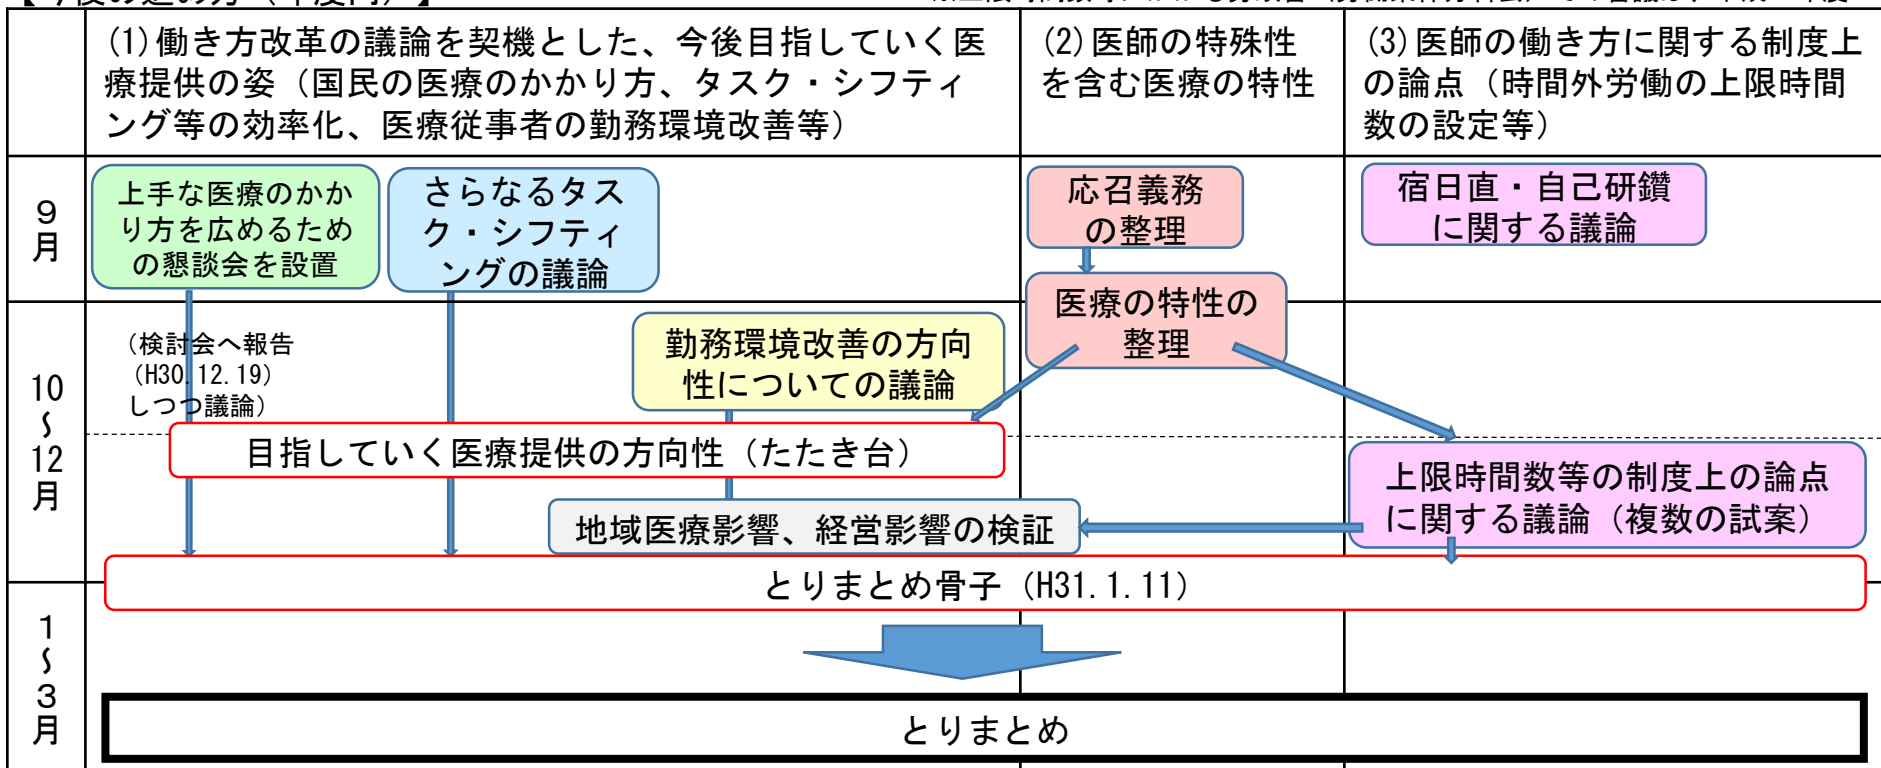 (1)働き方改革の議論を契機とした、今後目指していく医
療提供の姿（国民の医療のかかり方、タスク・シフティ
ング等の効率化、医療従事者の勤務環境改善等）
(2)医師の特殊性
を含む医療の特性
(3)医師の働き方に関する制度上
の論点（時間外労働の上限時間
数の設定等）
９
月
上手な医療のかか
り方を広めるため
の懇談会を設置
さらなるタス
ク・シフティ
ングの議論
応召義務
の整理
宿日直・自己研鑽
に関する議論
医療の特性の
整理
10
～
12
月
（検討会へ報告
（H30.12.19）
しつつ議論）
勤務環境改善の方向
性についての議論
目指していく医療提供の方向性（たたき台）
上限時間数等の制度上の論点
に関する議論（複数の試案）
地域医療影響、経営影響の検証
とりまとめ骨子（H31.1.11）
１
～
３
月
とりまとめ